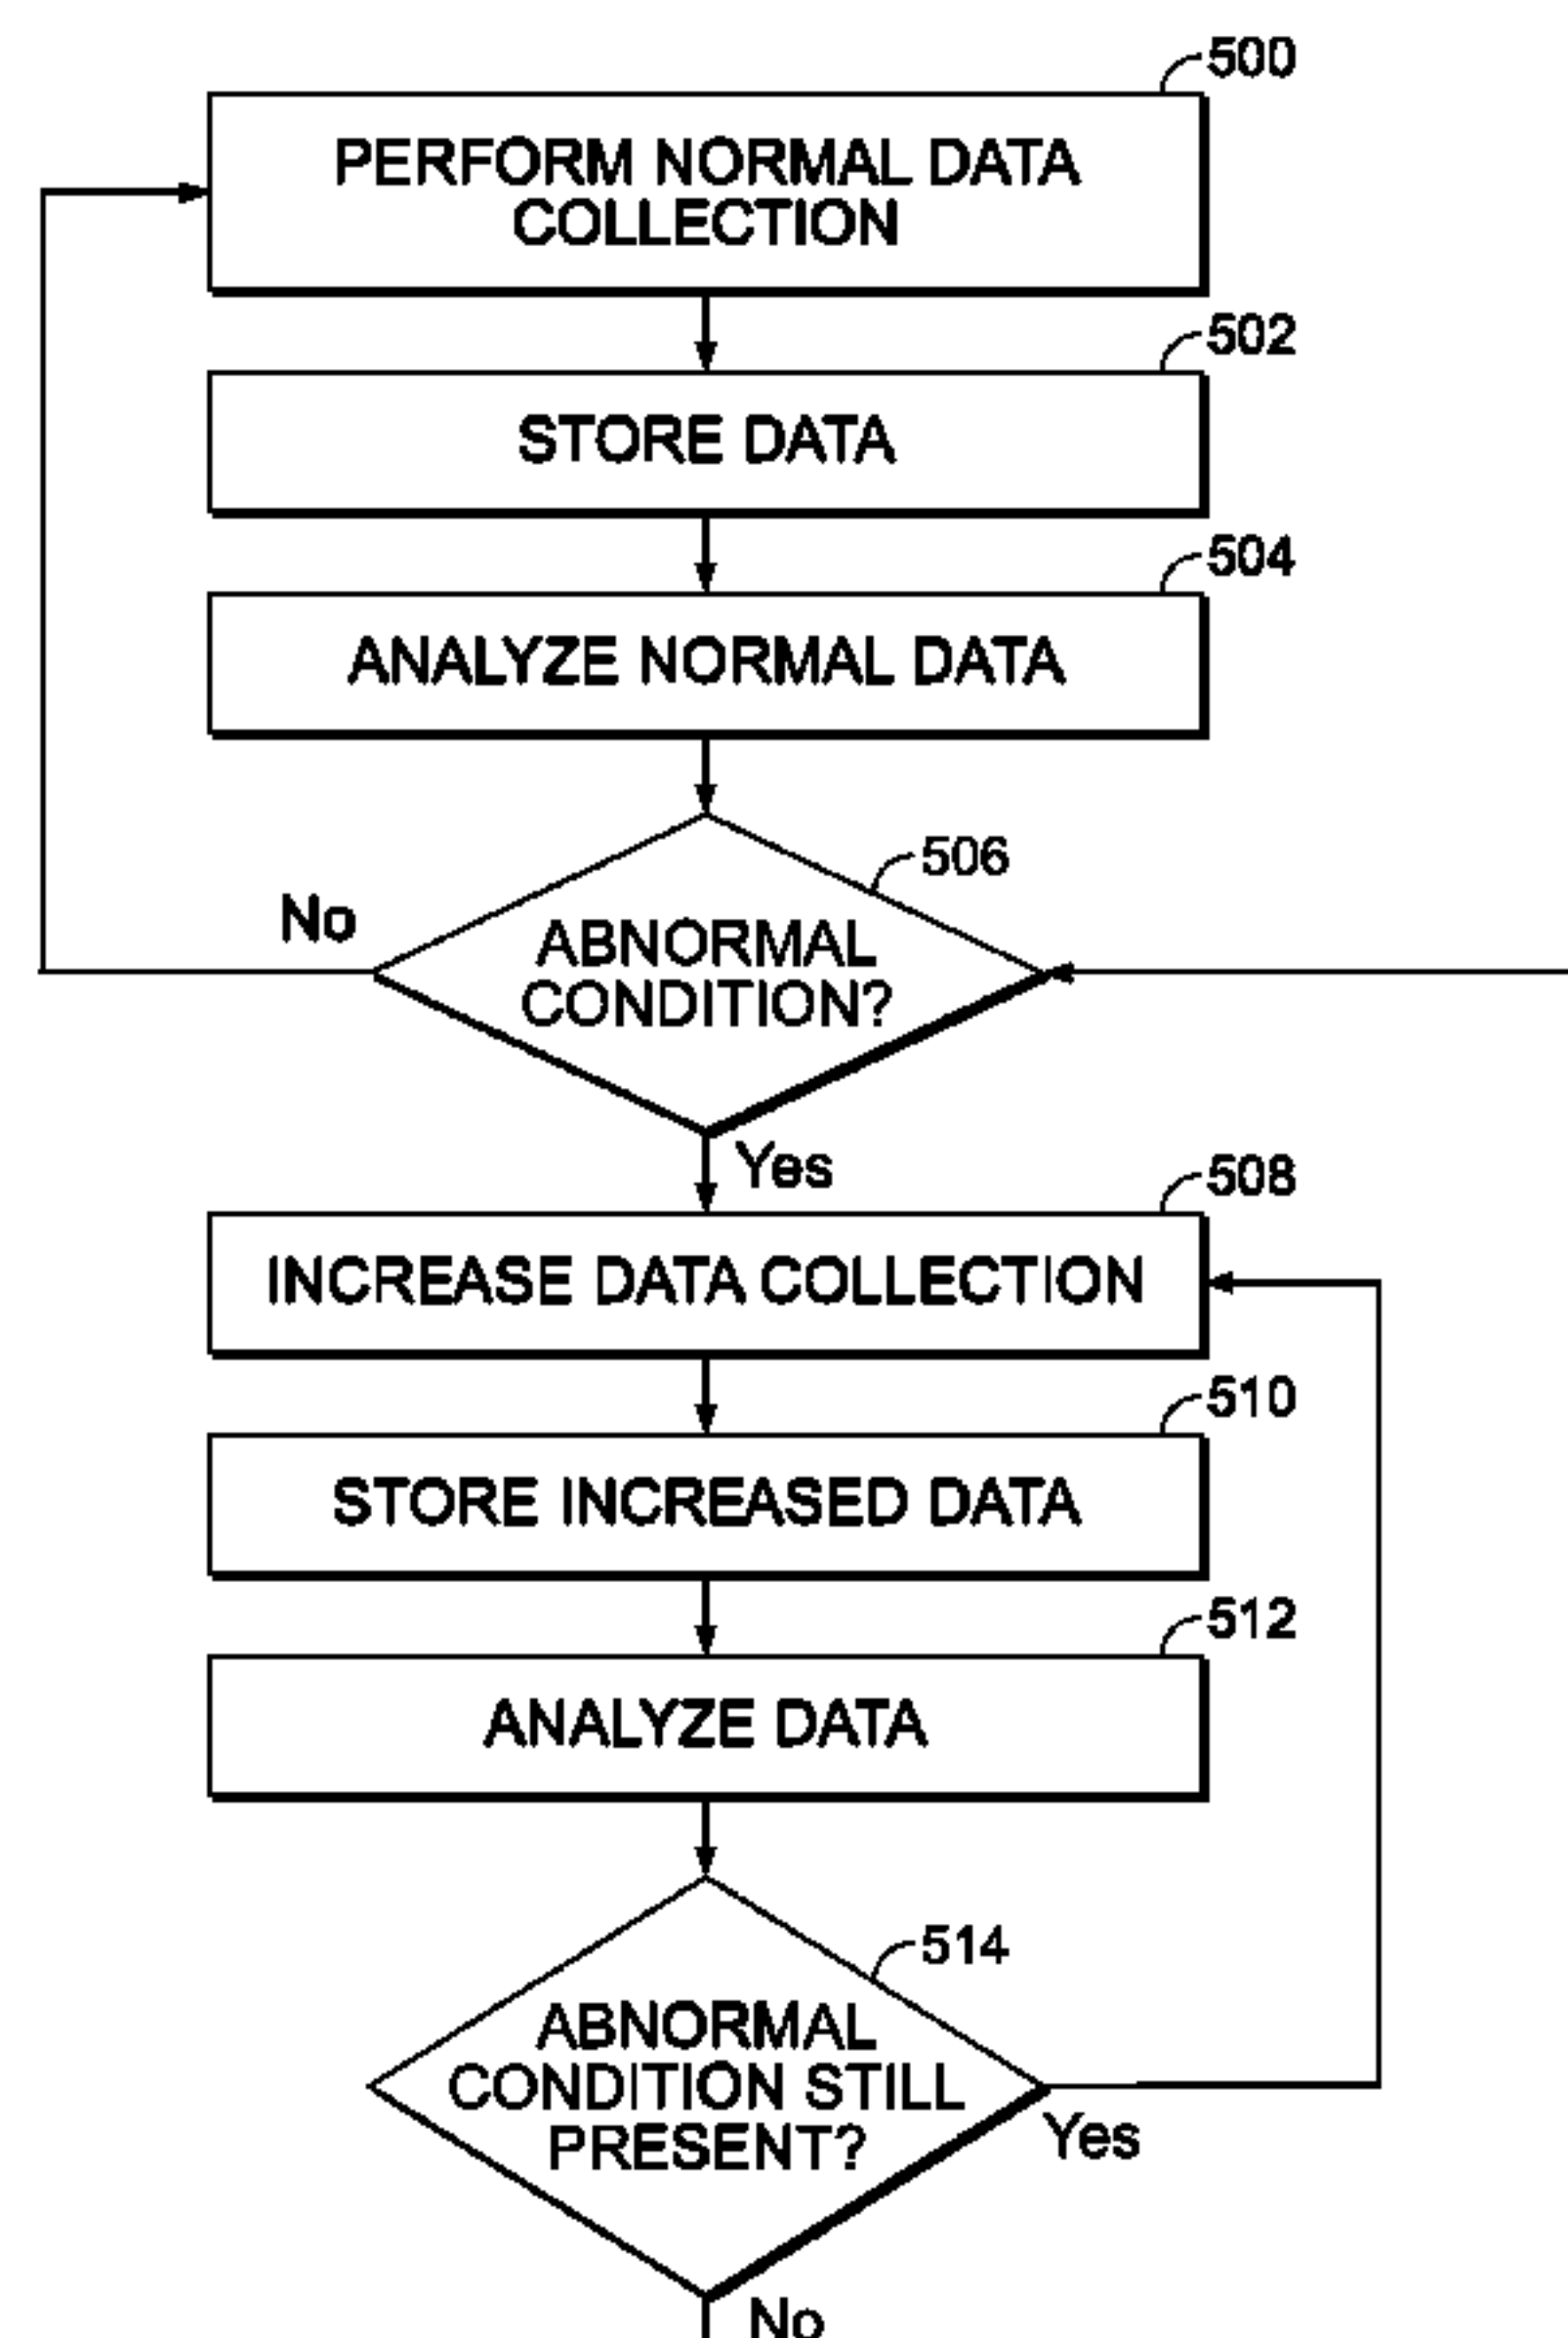 500
PERFORM NORMAL DATA
COLLECTION
502
STORE DATA
504
ANALYZE NORMAL DATA
506
No
ABNORMAL
CONDITION?
Yes
508
INCREASE DATA COLLECTION
510
STORE INCREASED DATA
512
ANALYZE DATA
514
ABNORMAL
CONDITION STILL
PRESENT?
Yes
No